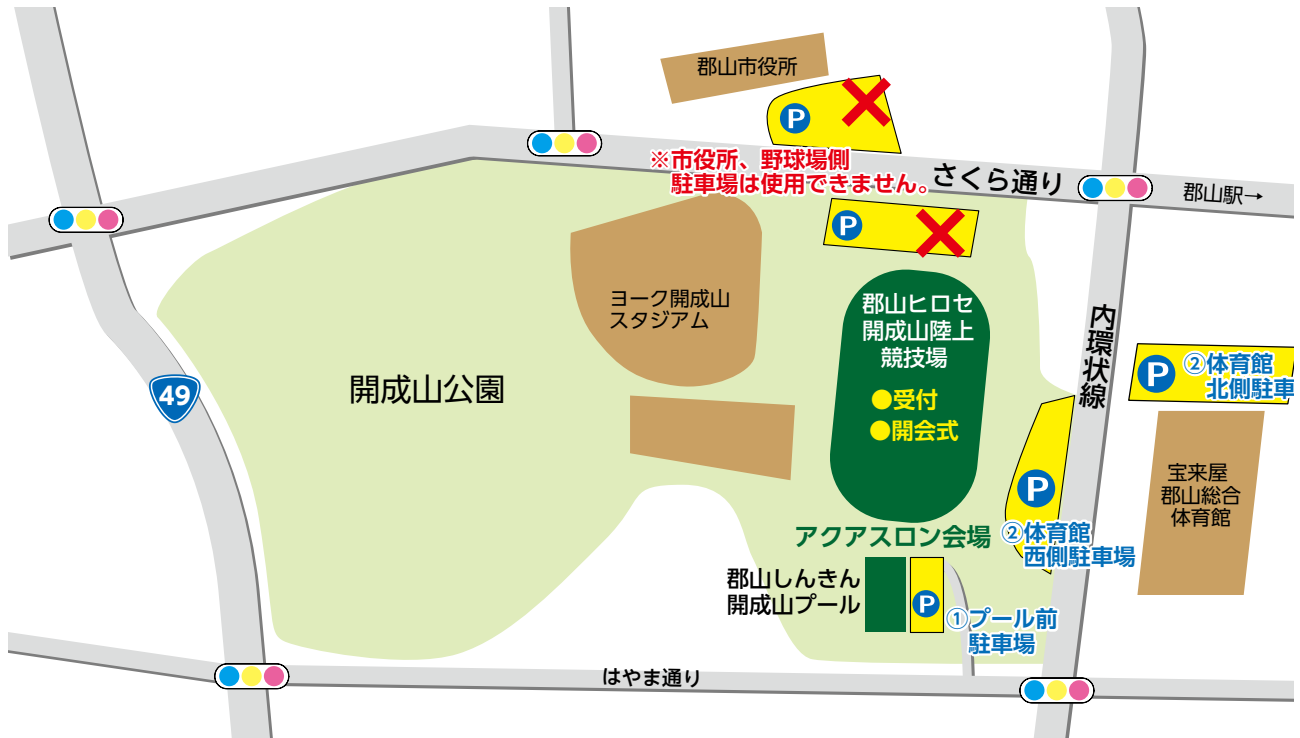 郡山市役所
P
※市役所、野球場側
駐車場は使用できません。
さくら通り
郡山駅→
P
ヨーク開成山
スタジアム
郡山ヒロセ
開成山陸上
競技場
●受付
●開会式
内環状線
P
②体育館
北側駐車
49
開成山公園
P
宝来屋
郡山総合
体育館
アクアスロン会場
②体育館
西側駐車場
郡山しんきん
開成山プール
P
①プール前
駐車場
はやま通り